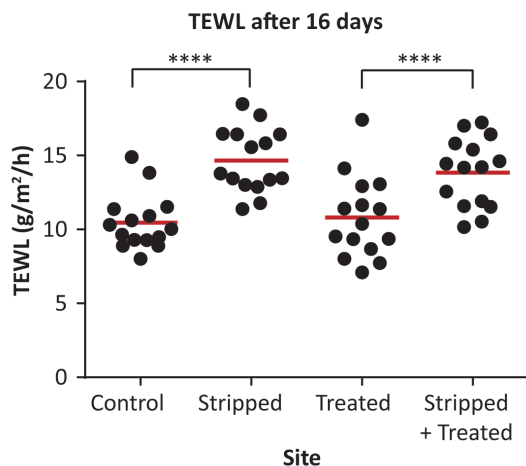 TEWL after 16 days
**** ****
20
15
10
5
0
TEWL (g/m²/h)
Control Stripped Treated Stripped
+ Treated
Site